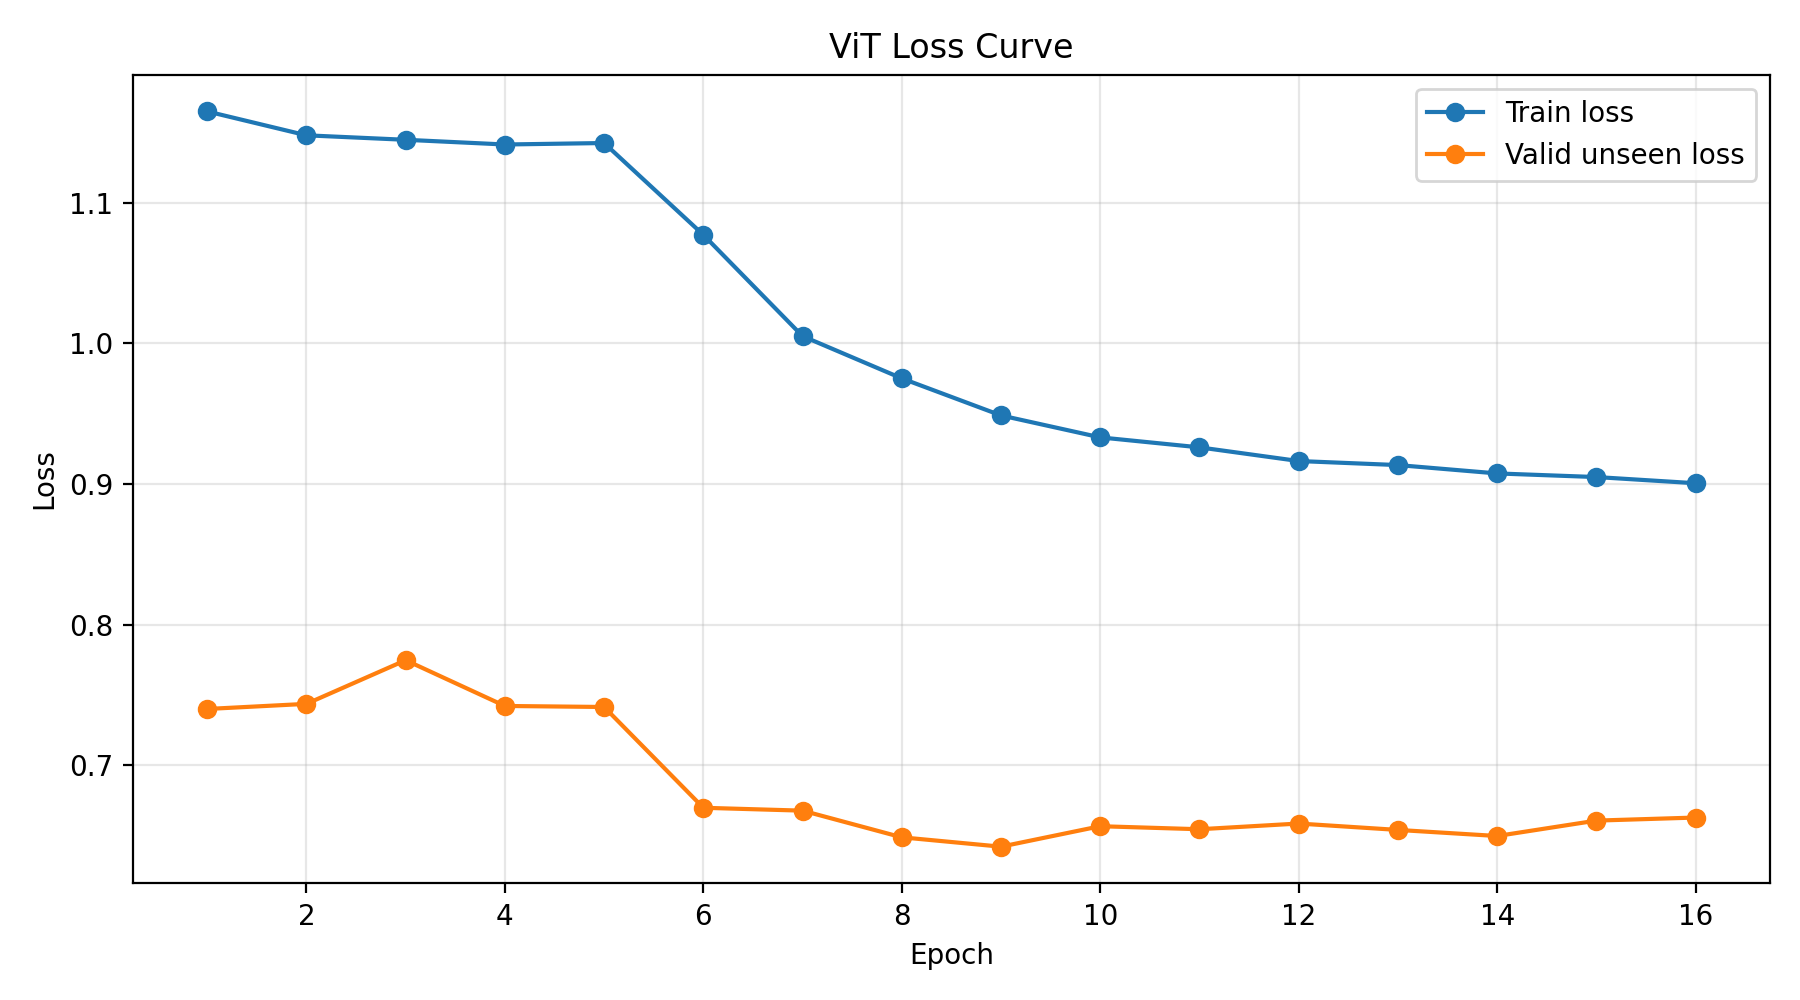 ViT Loss Curve
Train loss
Valid unseen loss
1.1
1.0
0.9
0.8
0.7
Loss
2 4 6 8 10 12 14 16
Epoch